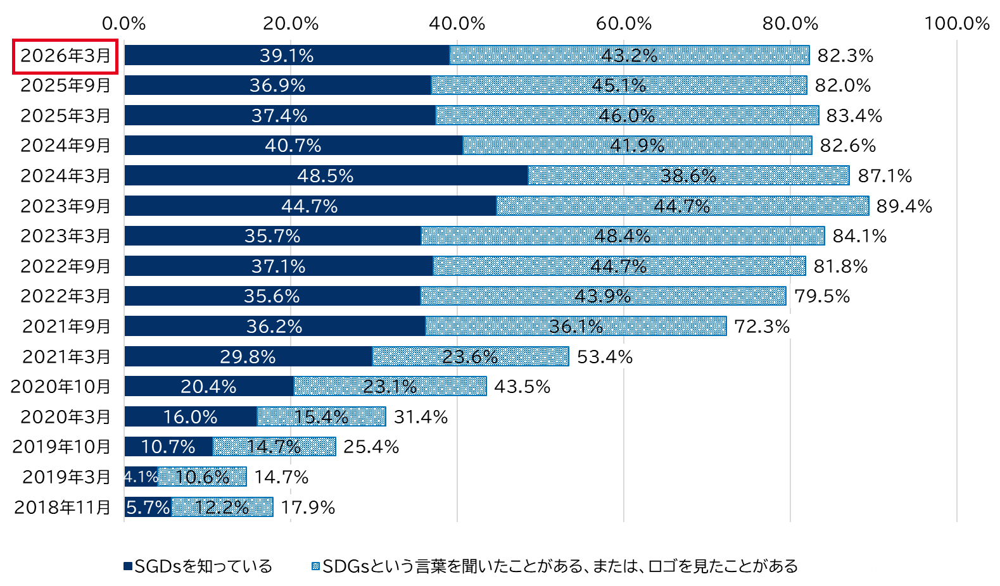 0.0% 20.0% 40.0% 60.0% 80.0% 100.0%
2026年3月 39.1% 43.2% 82.3%
2025年9月 36.9% 45.1% 82.0%
2025年3月 37.4% 46.0% 83.4%
2024年9月 40.7% 41.9% 82.6%
2024年3月 48.5% 38.6% 87.1%
2023年9月 44.7% 44.7% 89.4%
2023年3月 35.7% 48.4% 84.1%
2022年9月 37.1% 44.7% 81.8%
2022年3月 35.6% 43.9% 79.5%
2021年9月 36.2% 36.1% 72.3%
2021年3月 29.8% 23.6% 53.4%
2020年10月 20.4% 23.1% 43.5%
2020年3月 16.0% 15.4% 31.4%
2019年10月 10.7% 14.7% 25.4%
2019年3月 4.1% 10.6% 14.7%
2018年11月 5.7% 12.2% 17.9%
SGDsを知っている SDGsという言葉を聞いたことがある、または、ロゴを見たことがある